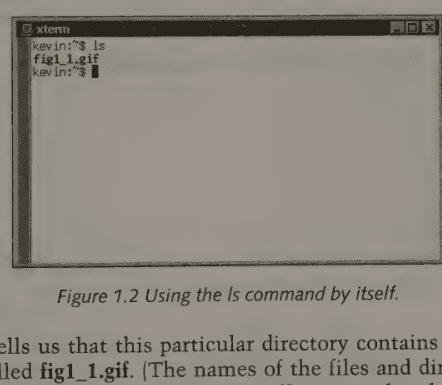 xterm
kevin:~$ ls
fig1_1.gif
kevin:~$
Figure 1.2 Using the ls command by itself.
ells us that this particular directory contains
lled fig1_1.gif. (The names of the files and dir